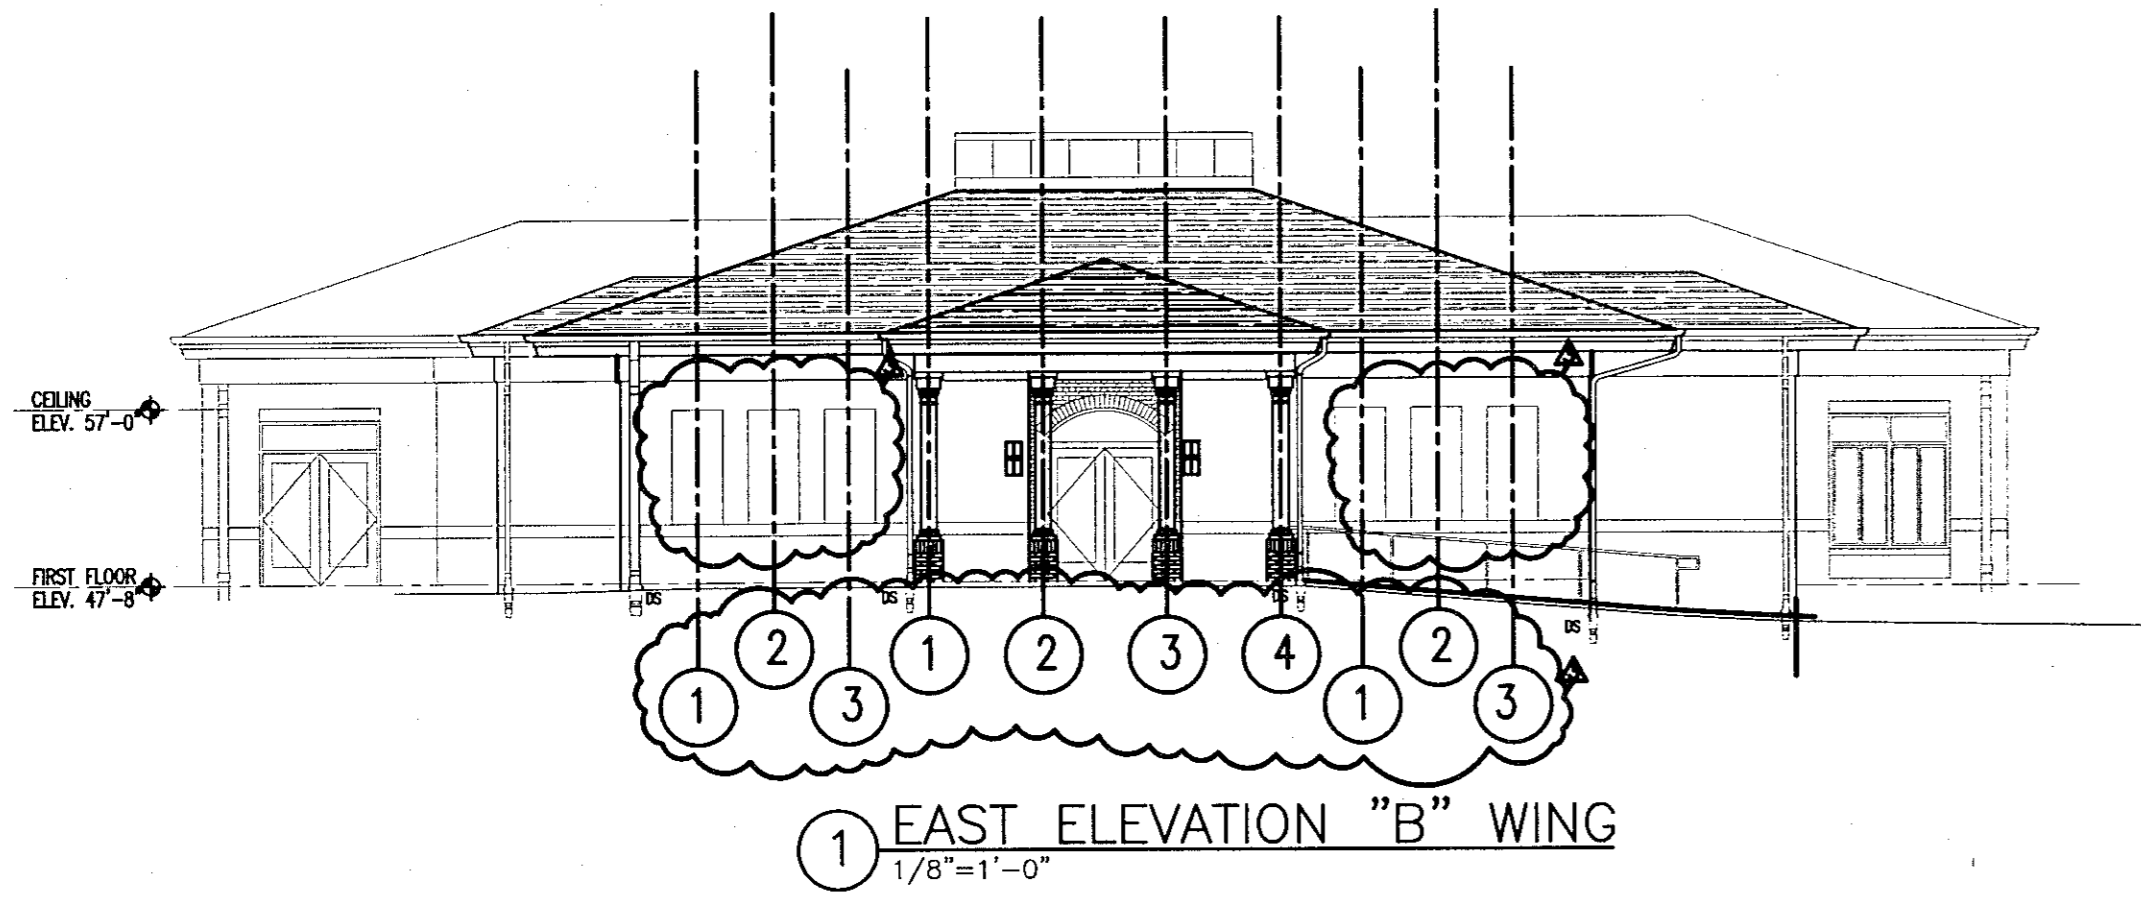 CEILING
ELEV. 57'-0"
FIRST FLOOR
ELEV. 47'-8"
DS
DS
DS
DS
1
2
3
1
2
3
4
1
2
3
1
EAST ELEVATION "B" WING
1/8"=1'-0"